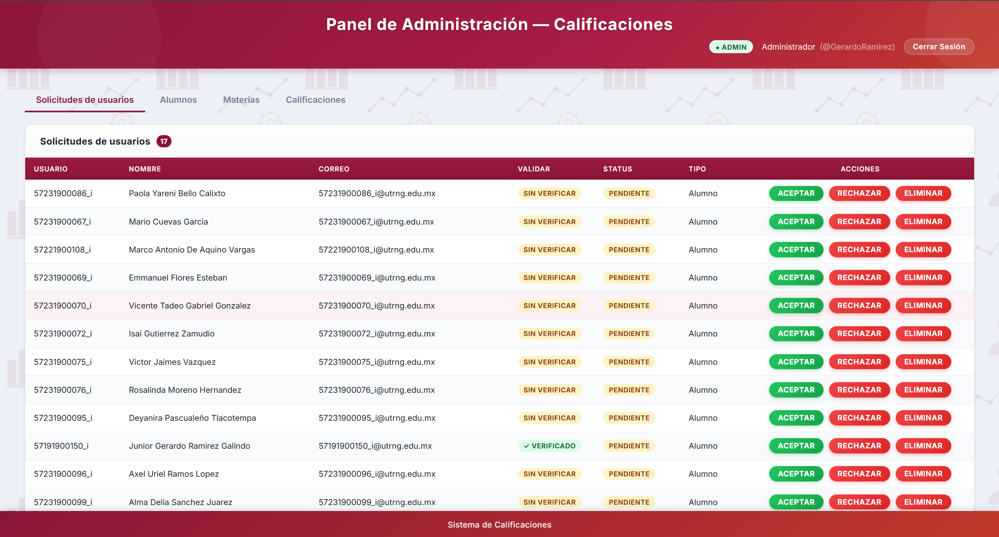 Panel de Administración — Calificaciones
● ADMIN Administrador (@GerardoRamirez) Cerrar Sesión
Solicitudes de usuarios Alumnos Materias Calificaciones
Solicitudes de usuarios 17
USUARIO NOMBRE CORREO VALIDAR STATUS TIPO ACCIONES
57231900086_i Paola Yareni Bello Calixto 57231900086_i@utrng.edu.mx SIN VERIFICAR PENDIENTE Alumno ACEPTAR RECHAZAR ELIMINAR
57231900067_i Mario Cuevas Garcia 57231900067_i@utrng.edu.mx SIN VERIFICAR PENDIENTE Alumno ACEPTAR RECHAZAR ELIMINAR
57221900108_i Marco Antonio De Aquino Vargas 57221900108_i@utrng.edu.mx SIN VERIFICAR PENDIENTE Alumno ACEPTAR RECHAZAR ELIMINAR
57231900069_i Emmanuel Flores Esteban 57231900069_i@utrng.edu.mx SIN VERIFICAR PENDIENTE Alumno ACEPTAR RECHAZAR ELIMINAR
57231900070_i Vicente Tadeo Gabriel Gonzalez 57231900070_i@utrng.edu.mx SIN VERIFICAR PENDIENTE Alumno ACEPTAR RECHAZAR ELIMINAR
57231900072_i Isai Gutierrez Zamudio 57231900072_i@utrng.edu.mx SIN VERIFICAR PENDIENTE Alumno ACEPTAR RECHAZAR ELIMINAR
57231900075_i Victor Jaimes Vazquez 57231900075_i@utrng.edu.mx SIN VERIFICAR PENDIENTE Alumno ACEPTAR RECHAZAR ELIMINAR
57231900076_i Rosalinda Moreno Hernandez 57231900076_i@utrng.edu.mx SIN VERIFICAR PENDIENTE Alumno ACEPTAR RECHAZAR ELIMINAR
57231900095_i Deyanira Pascualeño Tlacotempa 57231900095_i@utrng.edu.mx SIN VERIFICAR PENDIENTE Alumno ACEPTAR RECHAZAR ELIMINAR
57191900150_i Junior Gerardo Ramirez Galindo 57191900150_i@utrng.edu.mx ✓ VERIFICADO PENDIENTE Alumno ACEPTAR RECHAZAR ELIMINAR
57231900096_i Axel Uriel Ramos Lopez 57231900096_i@utrng.edu.mx SIN VERIFICAR PENDIENTE Alumno ACEPTAR RECHAZAR ELIMINAR
57231900099_i Alma Delia Sanchez Juarez 57231900099_i@utrng.edu.mx SIN VERIFICAR PENDIENTE Alumno ACEPTAR RECHAZAR ELIMINAR
Sistema de Calificaciones